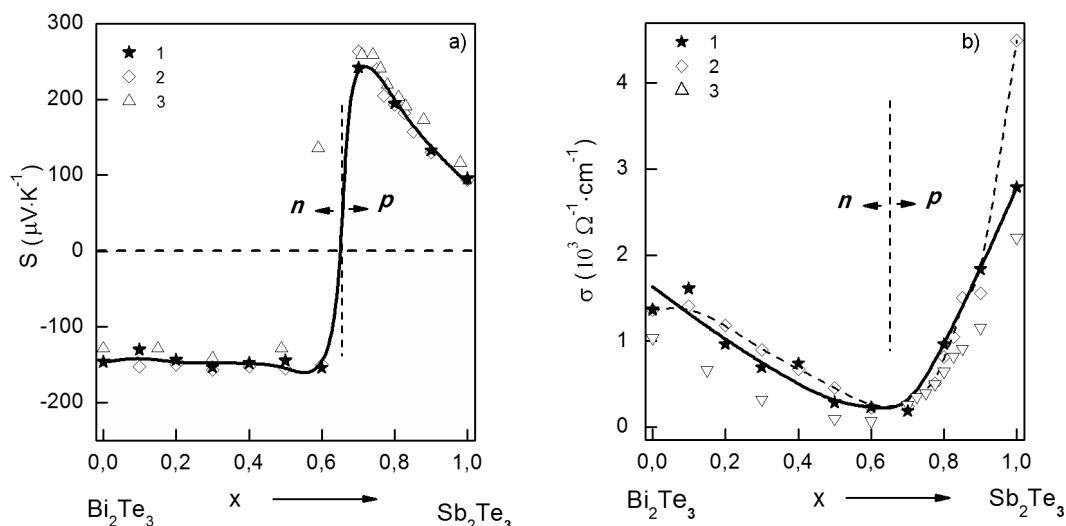 a)
1
2
3
S (μV·K⁻¹)
300
200
100
0
-100
-200
n p
0,0 0,2 0,4 0,6 0,8 1,0
Bi₂Te₃ x Sb₂Te₃
b)
1
2
3
σ (10³ Ω⁻¹·cm⁻¹)
4
3
2
1
0
n p
0,0 0,2 0,4 0,6 0,8 1,0
Bi₂Te₃ x Sb₂Te₃